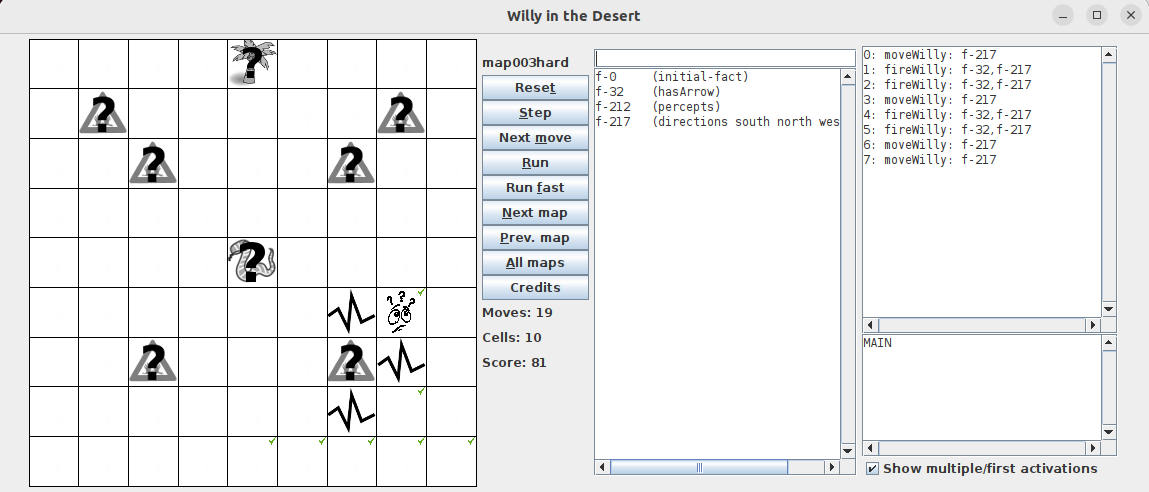 Willy in the Desert
map003hard
Reset
Step
Next move
Run
Run fast
Next map
Prev. map
All maps
Credits
Moves: 19
Cells: 10
Score: 81
f-0 (initial-fact)
f-32 (hasArrow)
f-212 (percepts)
f-217 (directions south north wes
0: moveWilly: f-217
1: fireWilly: f-32,f-217
2: fireWilly: f-32,f-217
3: moveWilly: f-217
4: fireWilly: f-32,f-217
5: fireWilly: f-32,f-217
6: moveWilly: f-217
7: moveWilly: f-217
MAIN
Show multiple/first activations
?
?
?
?
?
?
?
?